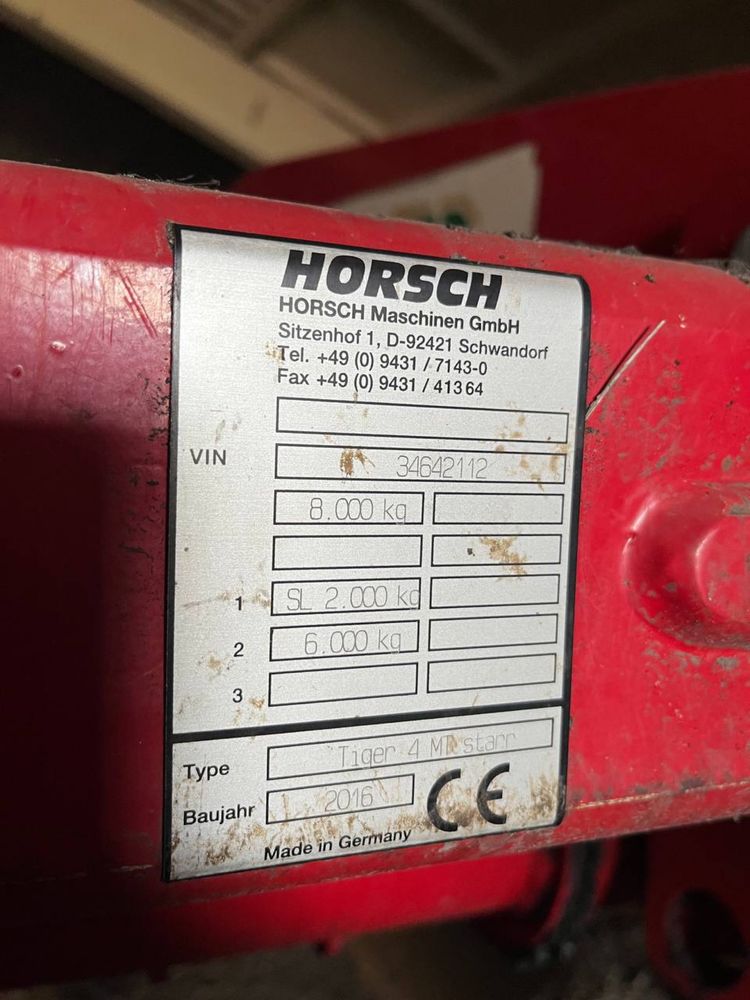 HORSCH
HORSCH Maschinen GmbH
Sitzenhof 1, D-92421 Schwandorf
Tel. +49 (0) 9431 / 7143-0
Fax +49 (0) 9431 / 41364
VIN 34642112
8.000 kg
1 SL 2.000 kg
2 6.000 kg
3
Type Tiger 4 MT starr
Baujahr 2016
CE
Made in Germany